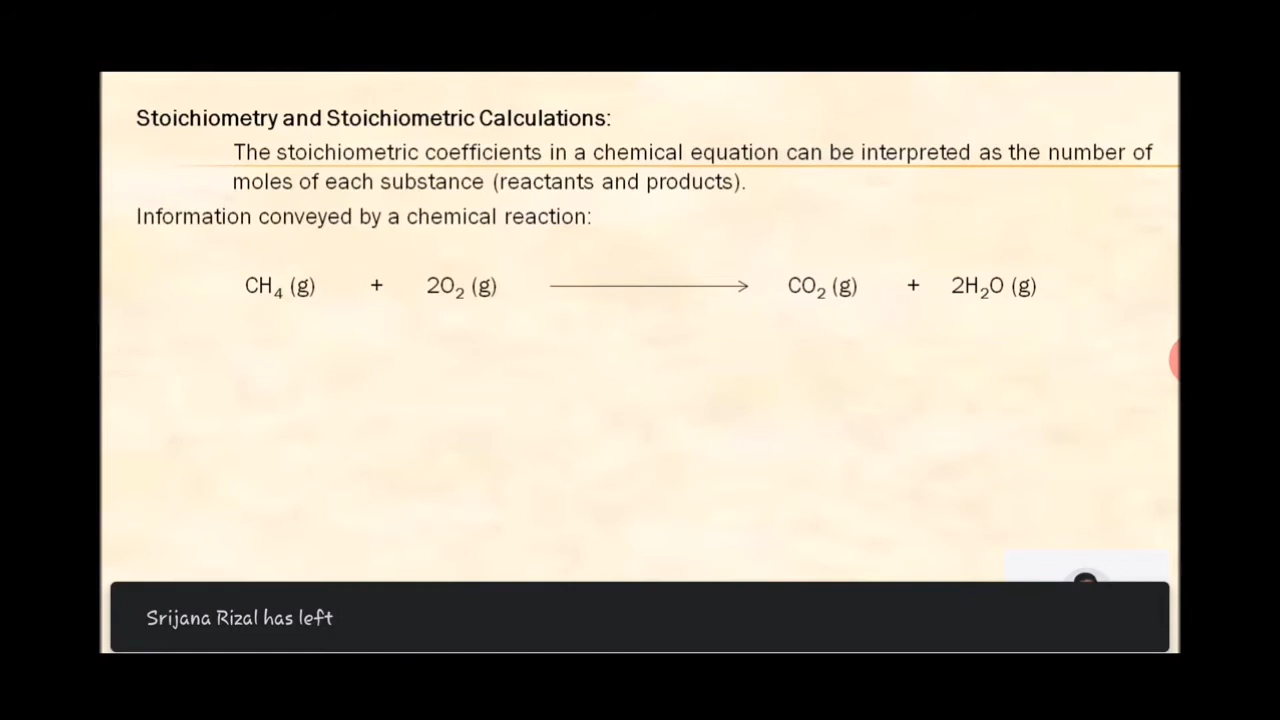 Stoichiometry and Stoichiometric Calculations:
The stoichiometric coefficients in a chemical equation can be interpreted as the number of
moles of each substance (reactants and products).
Information conveyed by a chemical reaction:
CH₄ (g) + 2O₂ (g) ⟶ CO₂ (g) + 2H₂O (g)
Srijana Rizal has left